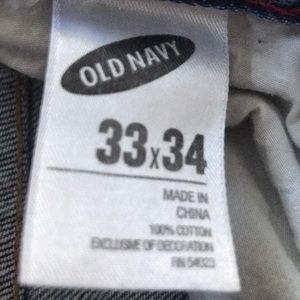 OLD NAVY
33x34
MADE IN
CHINA
100% COTTON
EXCLUSIVE OF DECORATION
RN 54023